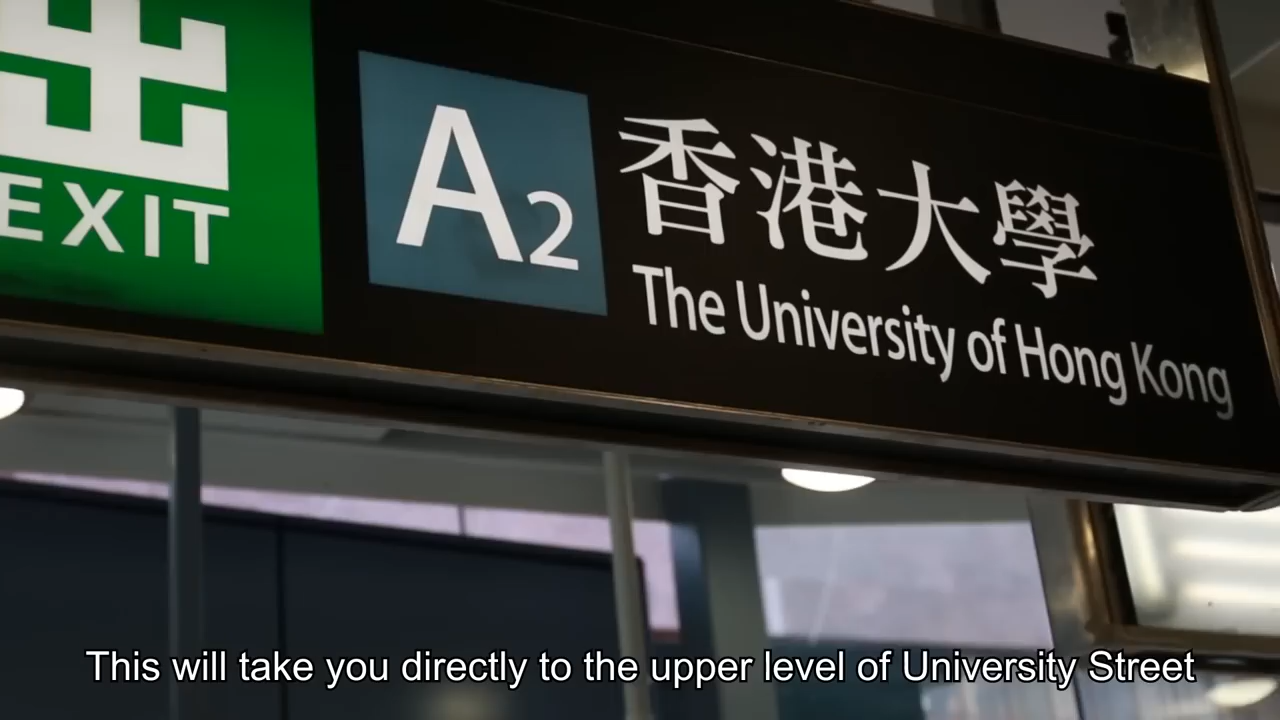 出
EXIT
A2
香港大學
The University of Hong Kong
This will take you directly to the upper level of University Street